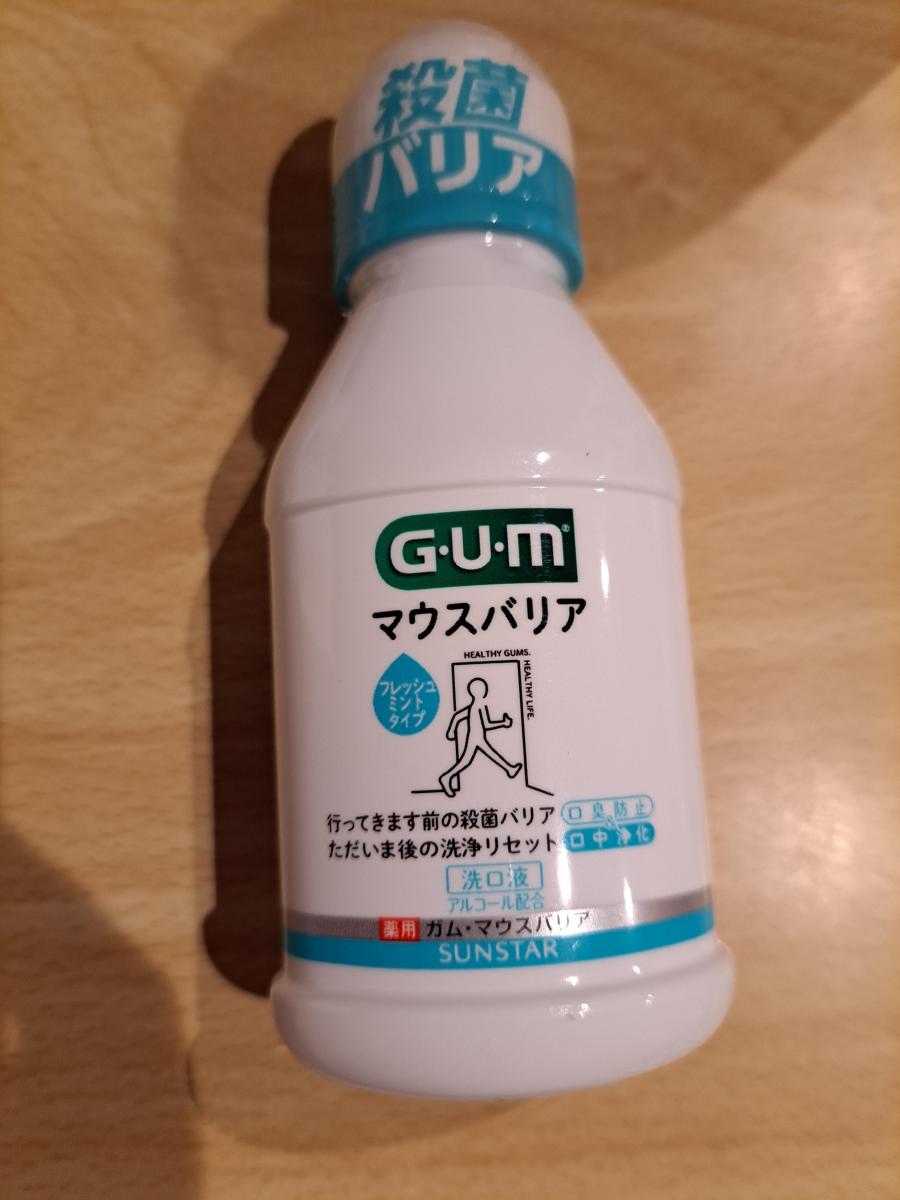 殺菌
バリア
G・U・m®
マウスバリア
HEALTHY GUMS.
HEALTHY LIFE.
フレッシュ
ミント
タイプ
行ってきます前の殺菌バリア
ただいま後の洗浄リセット
口臭防止
&
口中浄化
洗口液
アルコール配合
薬用 ガム・マウスバリア
SUNSTAR